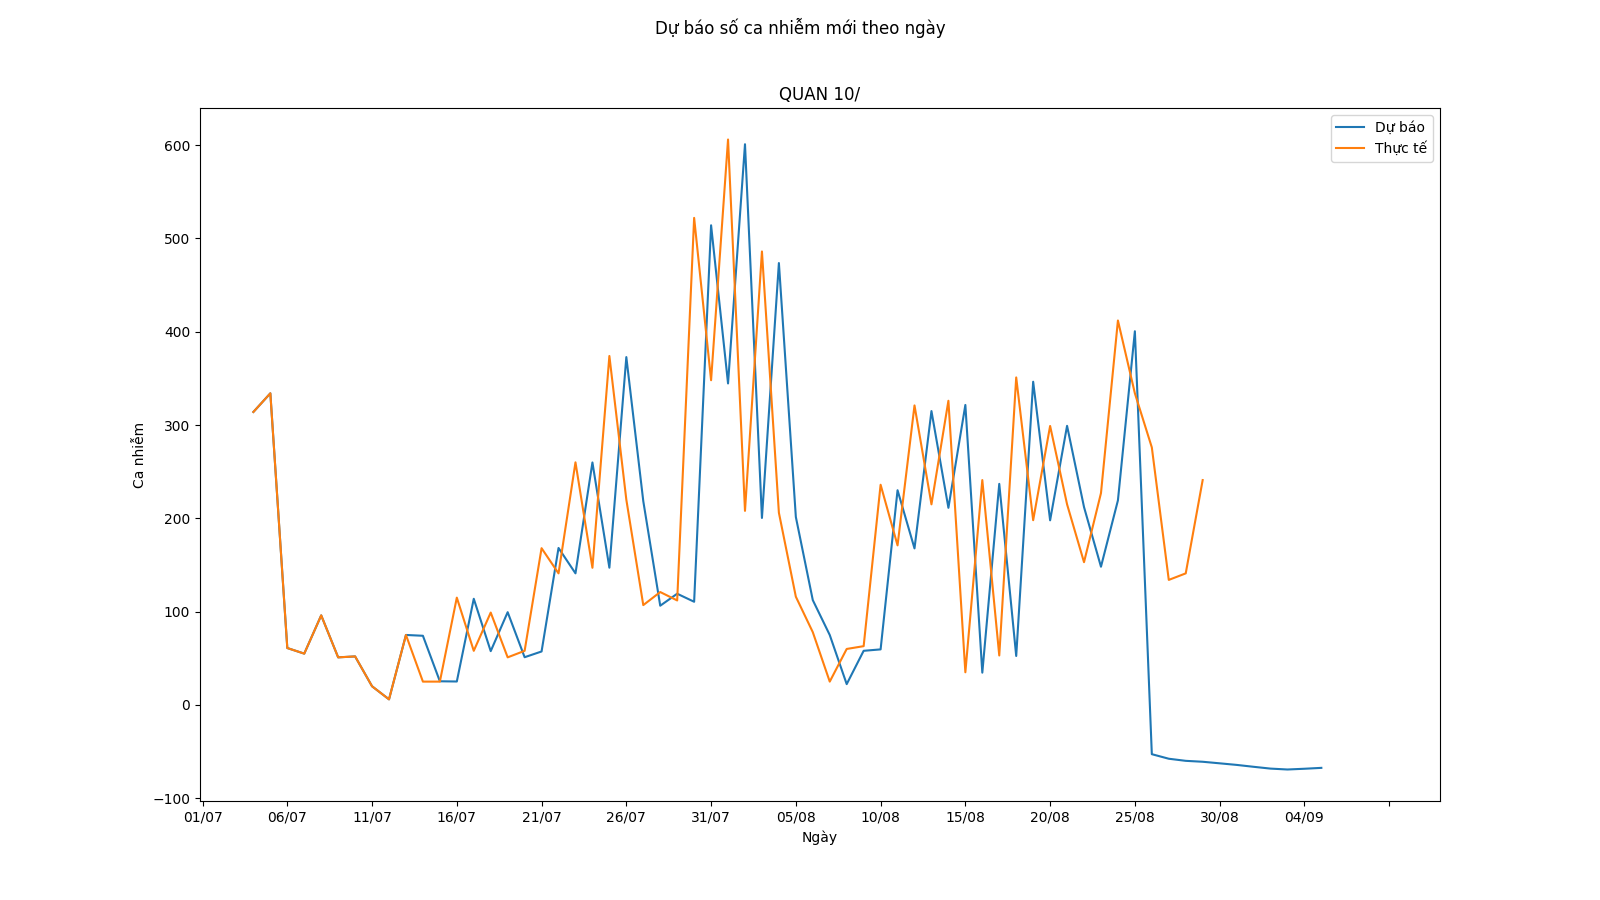 Dự báo số ca nhiễm mới theo ngày
QUAN 10/
Dự báo
Thực tế
600
500
400
300
200
100
0
−100
Ca nhiễm
01/07 06/07 11/07 16/07 21/07 26/07 31/07 05/08 10/08 15/08 20/08 25/08 30/08 04/09
Ngày